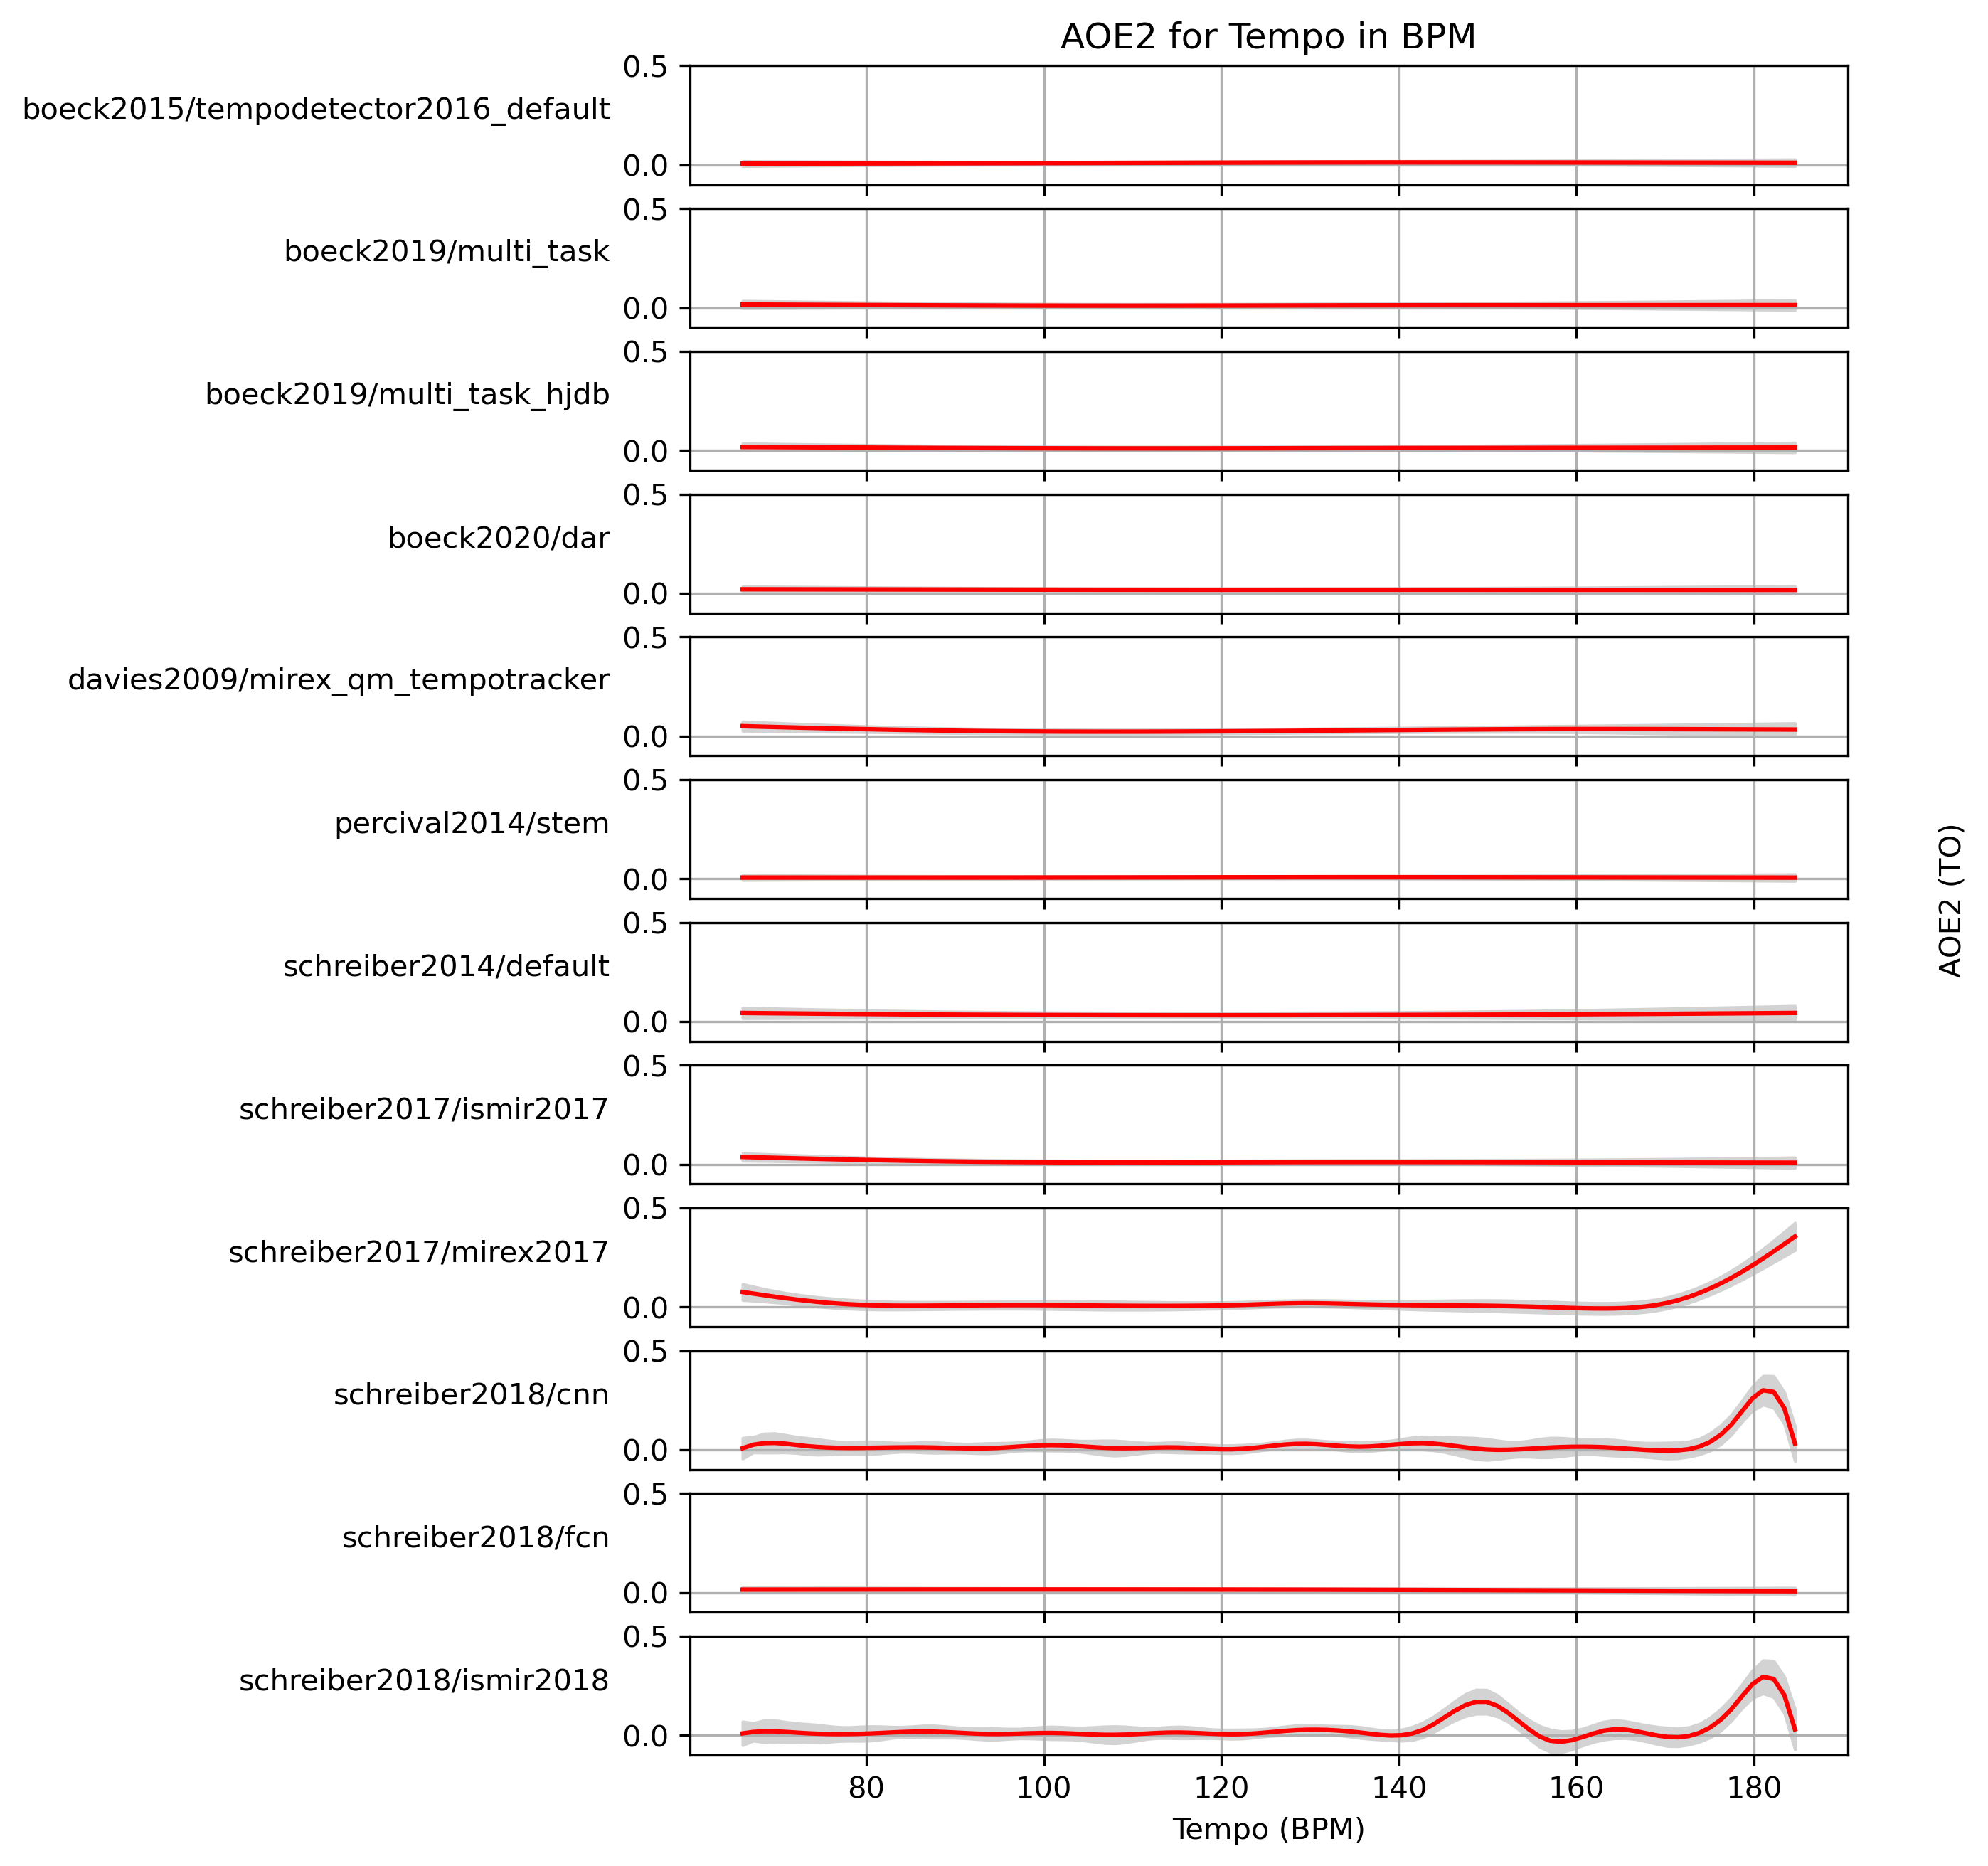 AOE2 for Tempo in BPM
0.5
boeck2015/tempodetector2016_default
0.0
0.5
boeck2019/multi_task
0.0
0.5
boeck2019/multi_task_hjdb
0.0
0.5
boeck2020/dar
0.0
0.5
davies2009/mirex_qm_tempotracker
0.0
0.5
percival2014/stem
0.0
AOE2 (TO)
0.5
schreiber2014/default
0.0
0.5
schreiber2017/ismir2017
0.0
0.5
schreiber2017/mirex2017
0.0
0.5
schreiber2018/cnn
0.0
0.5
schreiber2018/fcn
0.0
0.5
schreiber2018/ismir2018
0.0
80 100 120 140 160 180
Tempo (BPM)